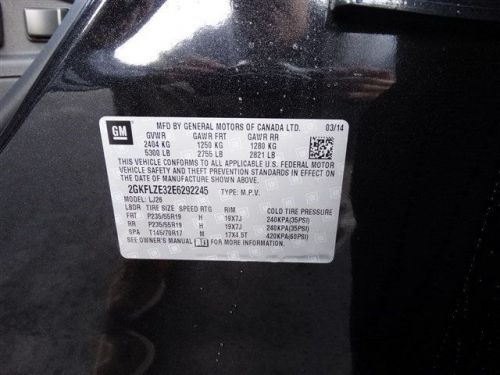 GM
MFD BY GENERAL MOTORS OF CANADA LTD. 03/14
GVWR GAWR FRT GAWR RR
2404 KG 1250 KG 1280 KG
5300 LB 2755 LB 2821 LB
THIS VEHICLE CONFORMS TO ALL APPLICABLE U.S. FEDERAL MOTOR
VEHICLE SAFETY AND THEFT PREVENTION STANDARDS IN EFFECT ON
THE DATE OF MANUFACTURE SHOWN ABOVE.
2GKFLZE32E6292245 TYPE: M.P.V.
MODEL: LJ26
LBDR TIRE SIZE SPEED RTG RIM COLD TIRE PRESSURE
FRT P235/55R19 H 19X7J 240KPA(35PSI)
RR P235/55R19 H 19X7J 240KPA(35PSI)
SPA T145/70R17 M 17X4.5T 420KPA(60PSI)
SEE OWNER'S MANUAL FOR MORE INFORMATION.